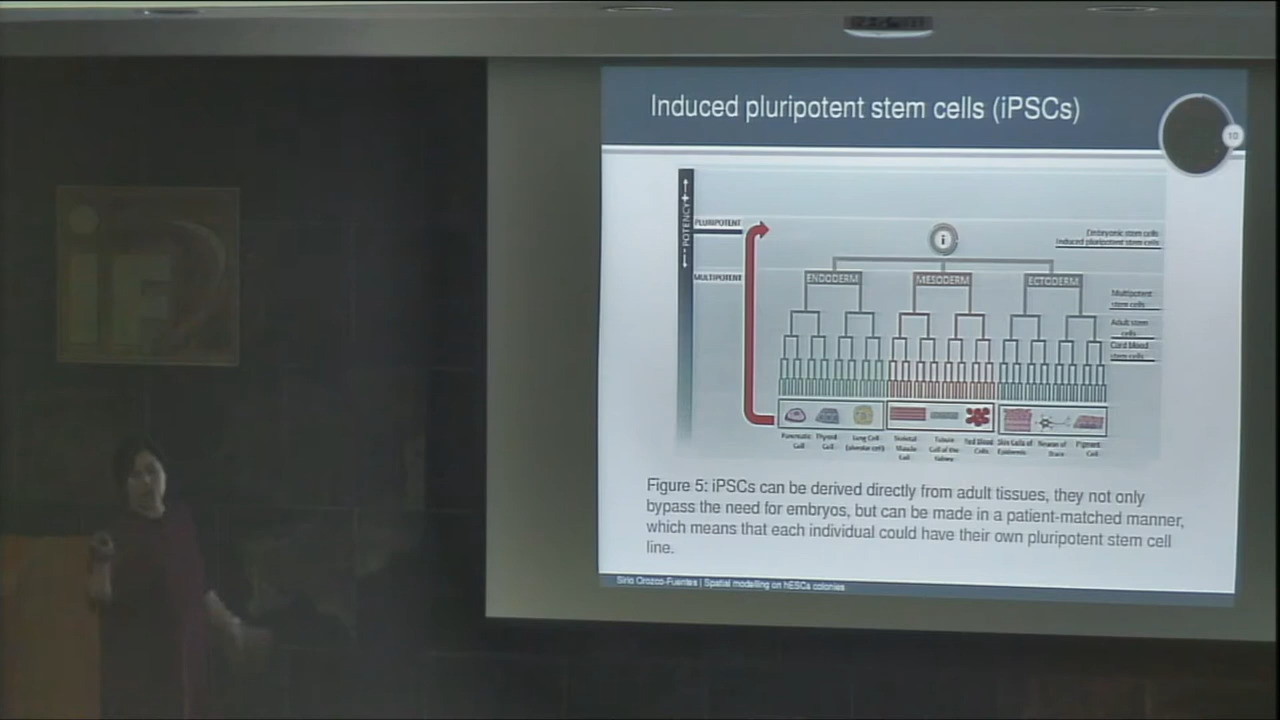 Induced pluripotent stem cells (iPSCs)
10
POTENCY
PLURIPOTENT
MULTIPOTENT
i
Embryonic stem cells
Induced pluripotent stem cells
ENDODERM
MESODERM
ECTODERM
Multipotent
stem cells
Adult stem
cells
Cord blood
stem cells
Pancreatic
Cell
Thyroid
Cell
Lung Cell
(alveolar cell)
Skeletal
Muscle
Cell
Tubule
Cell of the
Kidney
Red Blood
Cells
Skin Cells of
Epidermis
Neuron of
Pigment
Cell
Figure 5: iPSCs can be derived directly from adult tissues, they not only
bypass the need for embryos, but can be made in a patient-matched manner,
which means that each individual could have their own pluripotent stem cell
line.
Sirio Orozco-Fuentes | Spatial modelling on hESCs colonies